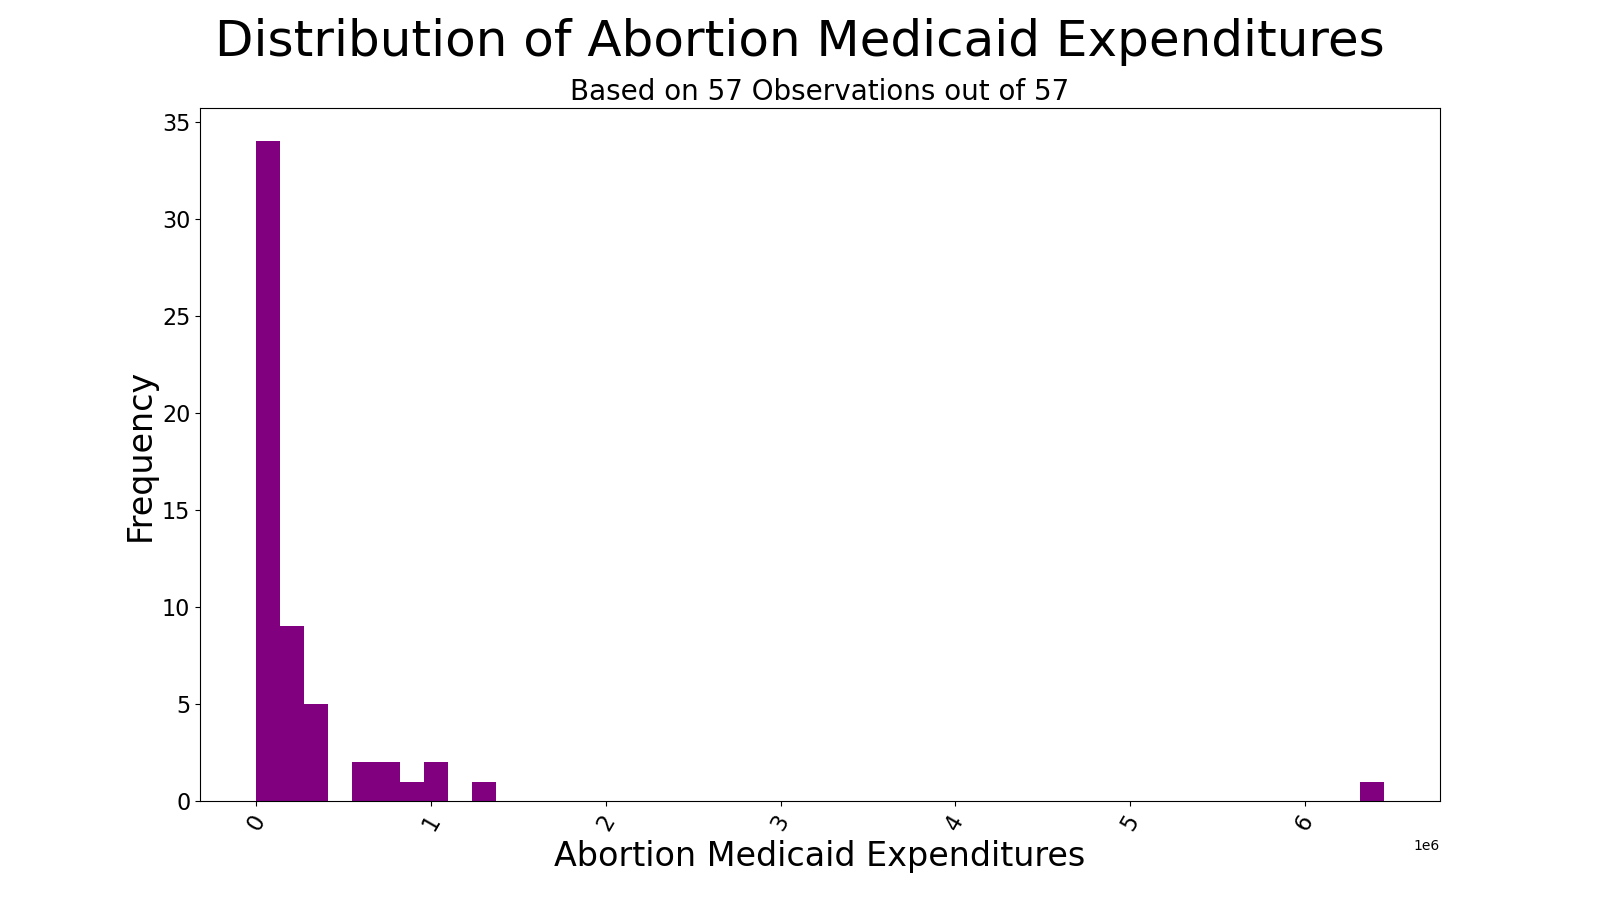 Distribution of Abortion Medicaid Expenditures
Based on 57 Observations out of 57
35
30
25
20
15
10
5
0
Frequency
0 1 2 3 4 5 6
1e6
Abortion Medicaid Expenditures